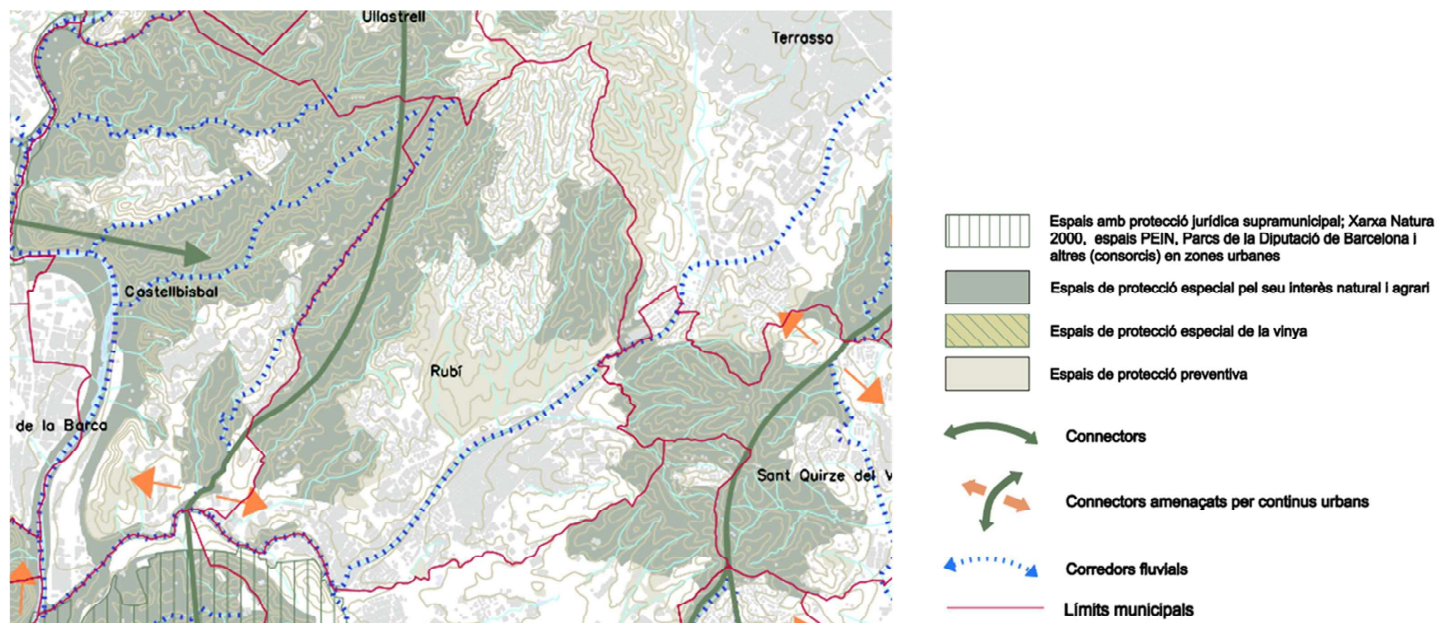 Ullastrell
Terrassa
Castellbisbal
Rubí
de la Barca
Sant Quirze del V
Espais amb protecció jurídica supramunicipal; Xarxa Natura
2000, espais PEIN, Parcs de la Diputació de Barcelona i
altres (consorcis) en zones urbanes
Espais de protecció especial pel seu interès natural i agrari
Espais de protecció especial de la vinya
Espais de protecció preventiva
Connectors
Connectors amenaçats per continus urbans
Corredors fluvials
Límits municipals